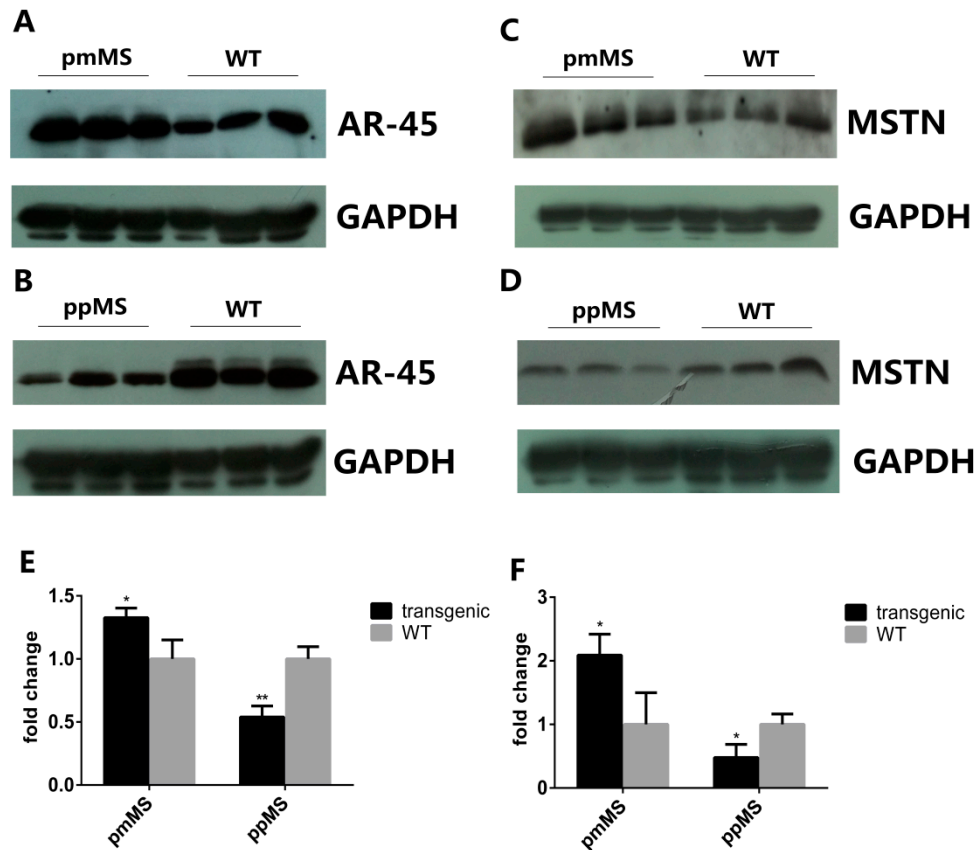 A
pmMS WT
AR-45
GAPDH
B
ppMS WT
AR-45
GAPDH
C
pmMS WT
MSTN
GAPDH
D
ppMS WT
MSTN
GAPDH
E
fold change
1.5
1.0
0.5
0.0
*
**
pmMS ppMS
transgenic
WT
F
fold change
3
2
1
0
*
*
pmMS ppMS
transgenic
WT